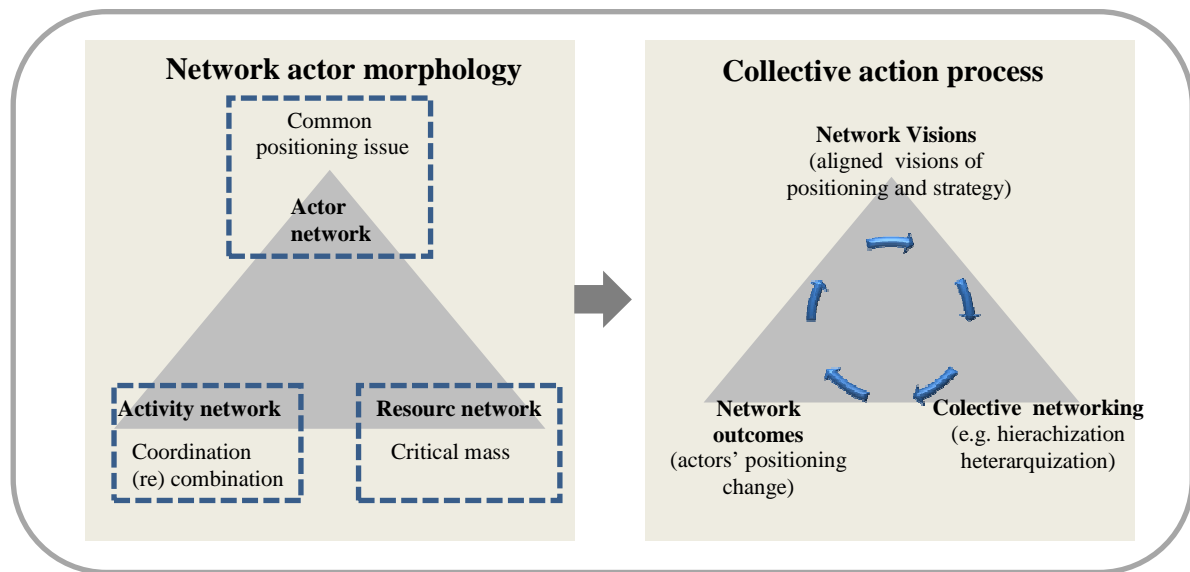 Network actor morphology
Common
positioning issue
Actor
network
Activity network
Coordination
(re) combination
Resourc network
Critical mass
Collective action process
Network Visions
(aligned visions of
positioning and strategy)
Network
outcomes
(actors' positioning
change)
Colective networking
(e.g. hierachization
heterarquization)